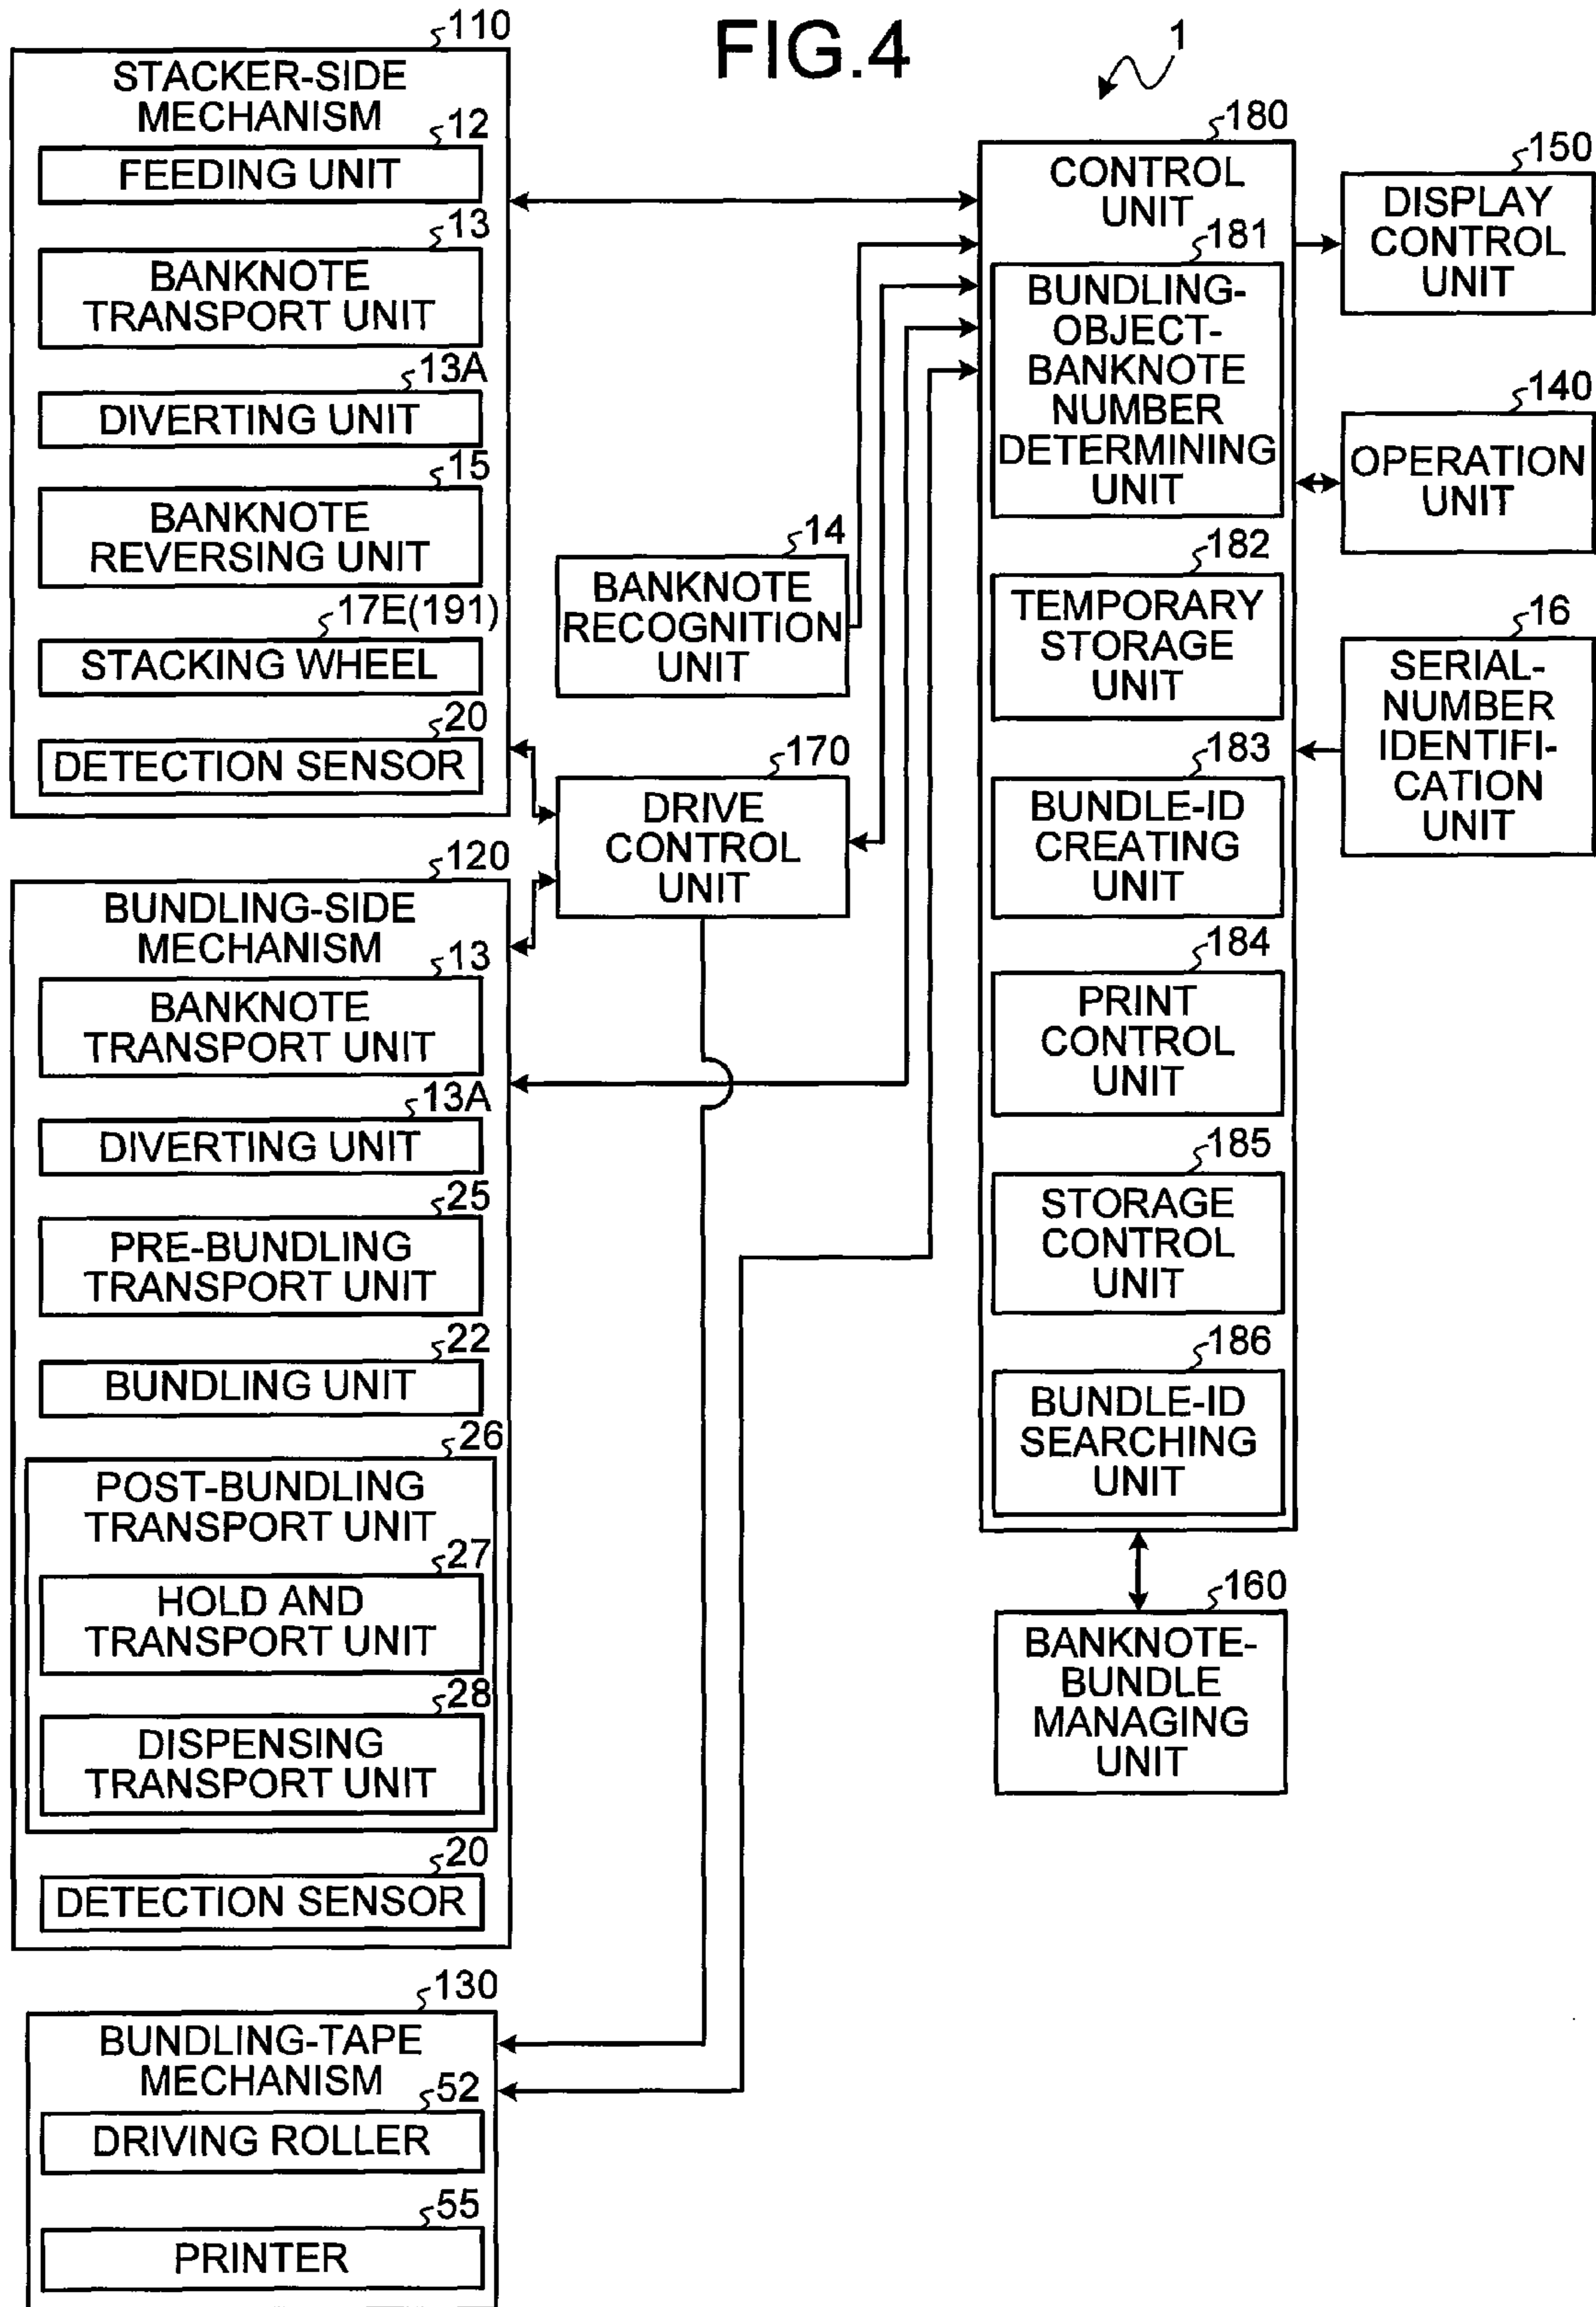 FIG.4
1
110
STACKER-SIDE
MECHANISM
12
FEEDING UNIT
13
BANKNOTE
TRANSPORT UNIT
13A
DIVERTING UNIT
15
BANKNOTE
REVERSING UNIT
17E(191)
STACKING WHEEL
20
DETECTION SENSOR
120
BUNDLING-SIDE
MECHANISM
13
BANKNOTE
TRANSPORT UNIT
13A
DIVERTING UNIT
25
PRE-BUNDLING
TRANSPORT UNIT
22
BUNDLING UNIT
26
POST-BUNDLING
TRANSPORT UNIT
27
HOLD AND
TRANSPORT UNIT
28
DISPENSING
TRANSPORT UNIT
20
DETECTION SENSOR
130
BUNDLING-TAPE
MECHANISM
52
DRIVING ROLLER
55
PRINTER
14
BANKNOTE
RECOGNITION
UNIT
170
DRIVE
CONTROL
UNIT
180
CONTROL
UNIT
181
BUNDLING-
OBJECT-
BANKNOTE
NUMBER
DETERMINING
UNIT
182
TEMPORARY
STORAGE
UNIT
183
BUNDLE-ID
CREATING
UNIT
184
PRINT
CONTROL
UNIT
185
STORAGE
CONTROL
UNIT
186
BUNDLE-ID
SEARCHING
UNIT
160
BANKNOTE-
BUNDLE
MANAGING
UNIT
150
DISPLAY
CONTROL
UNIT
140
OPERATION
UNIT
16
SERIAL-
NUMBER
IDENTIFI-
CATION
UNIT